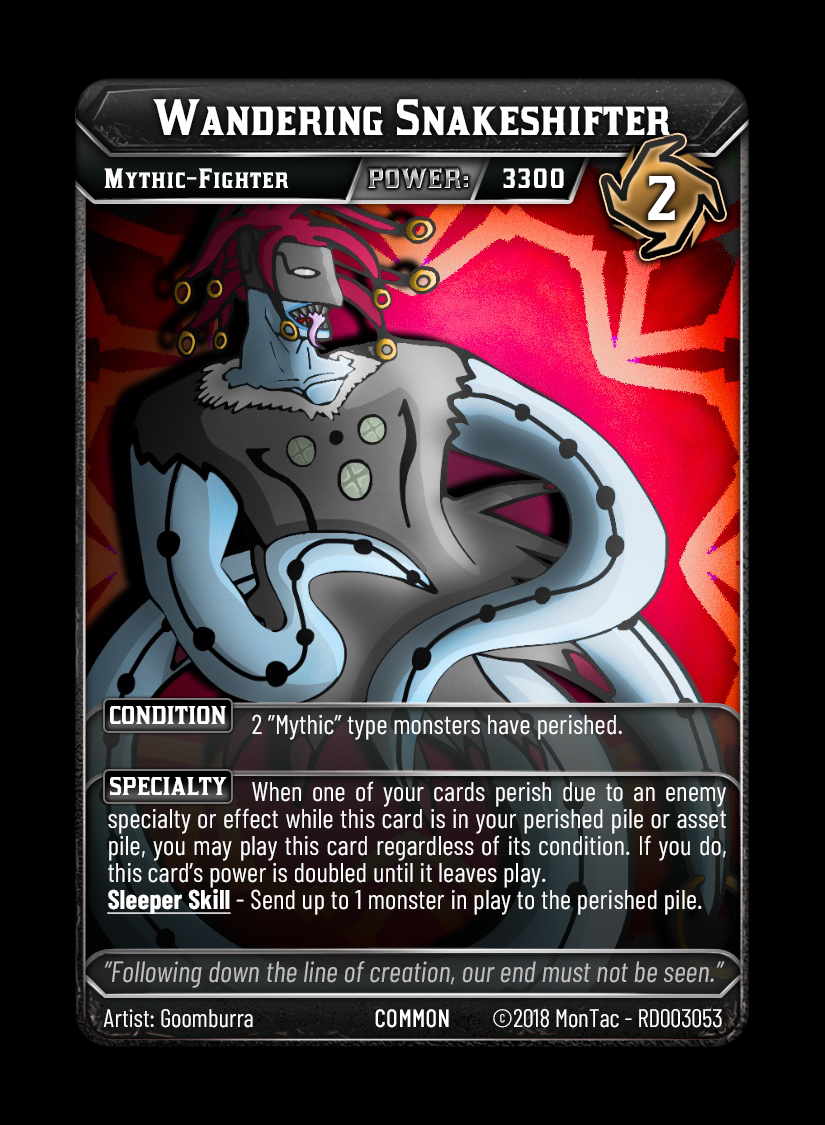 Wandering Snakeshifter
Mythic-Fighter
POWER:
3300
2
CONDITION
2 "Mythic" type monsters have perished.
SPECIALTY
When one of your cards perish due to an enemy
specialty or effect while this card is in your perished pile or asset
pile, you may play this card regardless of its condition. If you do,
this card's power is doubled until it leaves play.
Sleeper Skill - Send up to 1 monster in play to the perished pile.
"Following down the line of creation, our end must not be seen."
Artist: Goomburra
COMMON
©2018 MonTac - RD003053